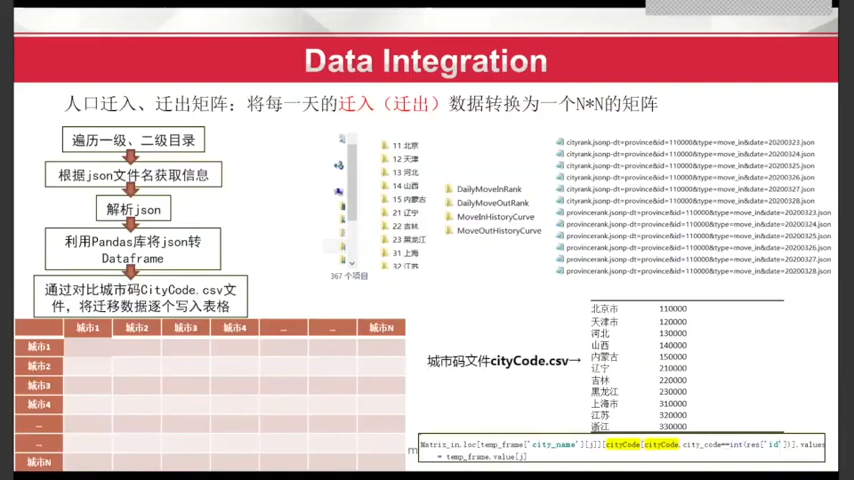 Data Integration
人口迁入、迁出矩阵：将每一天的迁入（迁出）数据转换为一个N*N的矩阵
遍历一级、二级目录
根据json文件名获取信息
解析json
利用Pandas库将json转
Dataframe
通过对比城市码CityCode.csv文
件，将迁移数据逐个写入表格
11 北京
12 天津
13 河北
14 山西
15 内蒙古
21 辽宁
22 吉林
23 黑龙江
31 上海
32 江苏
367 个项目
DailyMoveInRank
DailyMoveOutRank
MoveInHistoryCurve
MoveOutHistoryCurve
cityrank.jsonp-dt=province&id=110000&type=move_in&date=20200323.json
cityrank.jsonp-dt=province&id=110000&type=move_in&date=20200324.json
cityrank.jsonp-dt=province&id=110000&type=move_in&date=20200325.json
cityrank.jsonp-dt=province&id=110000&type=move_in&date=20200326.json
cityrank.jsonp-dt=province&id=110000&type=move_in&date=20200327.json
cityrank.jsonp-dt=province&id=110000&type=move_in&date=20200328.json
provincerank.jsonp-dt=province&id=110000&type=move_in&date=20200323.json
provincerank.jsonp-dt=province&id=110000&type=move_in&date=20200324.json
provincerank.jsonp-dt=province&id=110000&type=move_in&date=20200325.json
provincerank.jsonp-dt=province&id=110000&type=move_in&date=20200326.json
provincerank.jsonp-dt=province&id=110000&type=move_in&date=20200327.json
provincerank.jsonp-dt=province&id=110000&type=move_in&date=20200328.json
城市1 城市2 城市3 城市4 ... ... 城市N
城市1
城市2
城市3
城市4
...
...
城市N
城市码文件cityCode.csv→
北京市 110000
天津市 120000
河北 130000
山西 140000
内蒙古 150000
辽宁 210000
吉林 220000
黑龙江 230000
上海市 310000
江苏 320000
浙江 330000
Matrix_in.loc[temp_frame['city_name'][j]][cityCode[cityCode.city_code==int(res['id'])].values
= temp_frame.value[j]